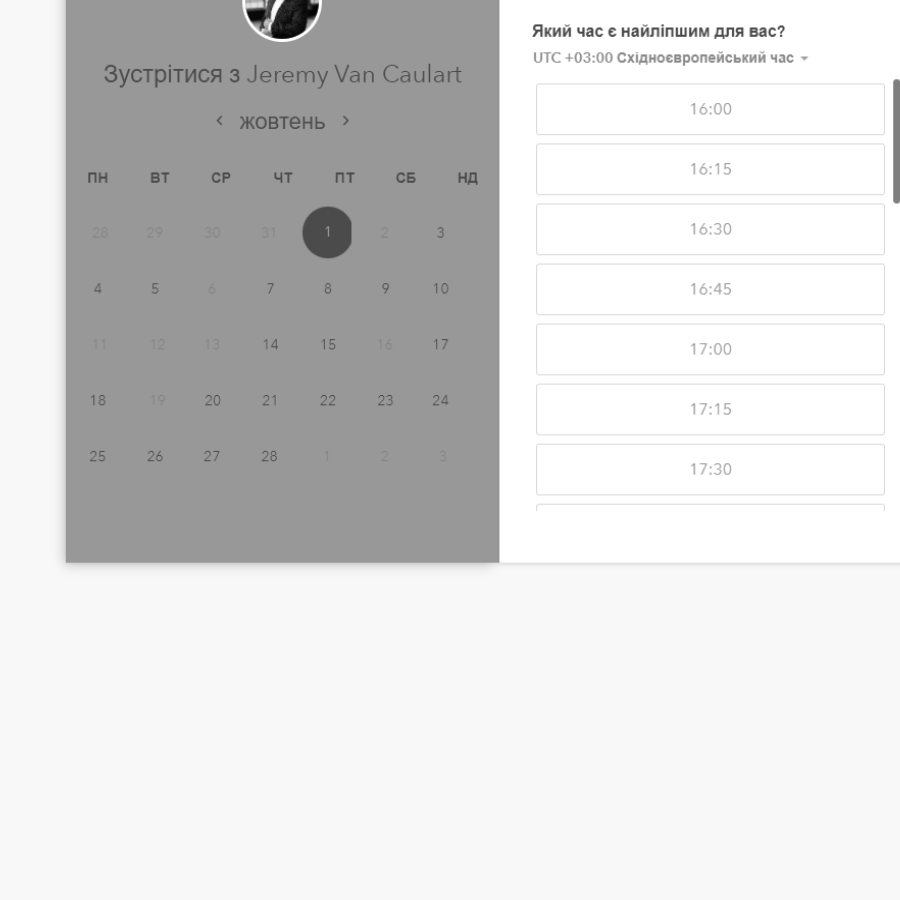 Зустрітися з Jeremy Van Caulart
‹ жовтень ›
ПН ВТ СР ЧТ ПТ СБ НД
28 29 30 31 1 2 3
4 5 6 7 8 9 10
11 12 13 14 15 16 17
18 19 20 21 22 23 24
25 26 27 28 1 2 3
Який час є найліпшим для вас?
UTC +03:00 Східноєвропейський час
16:00
16:15
16:30
16:45
17:00
17:15
17:30